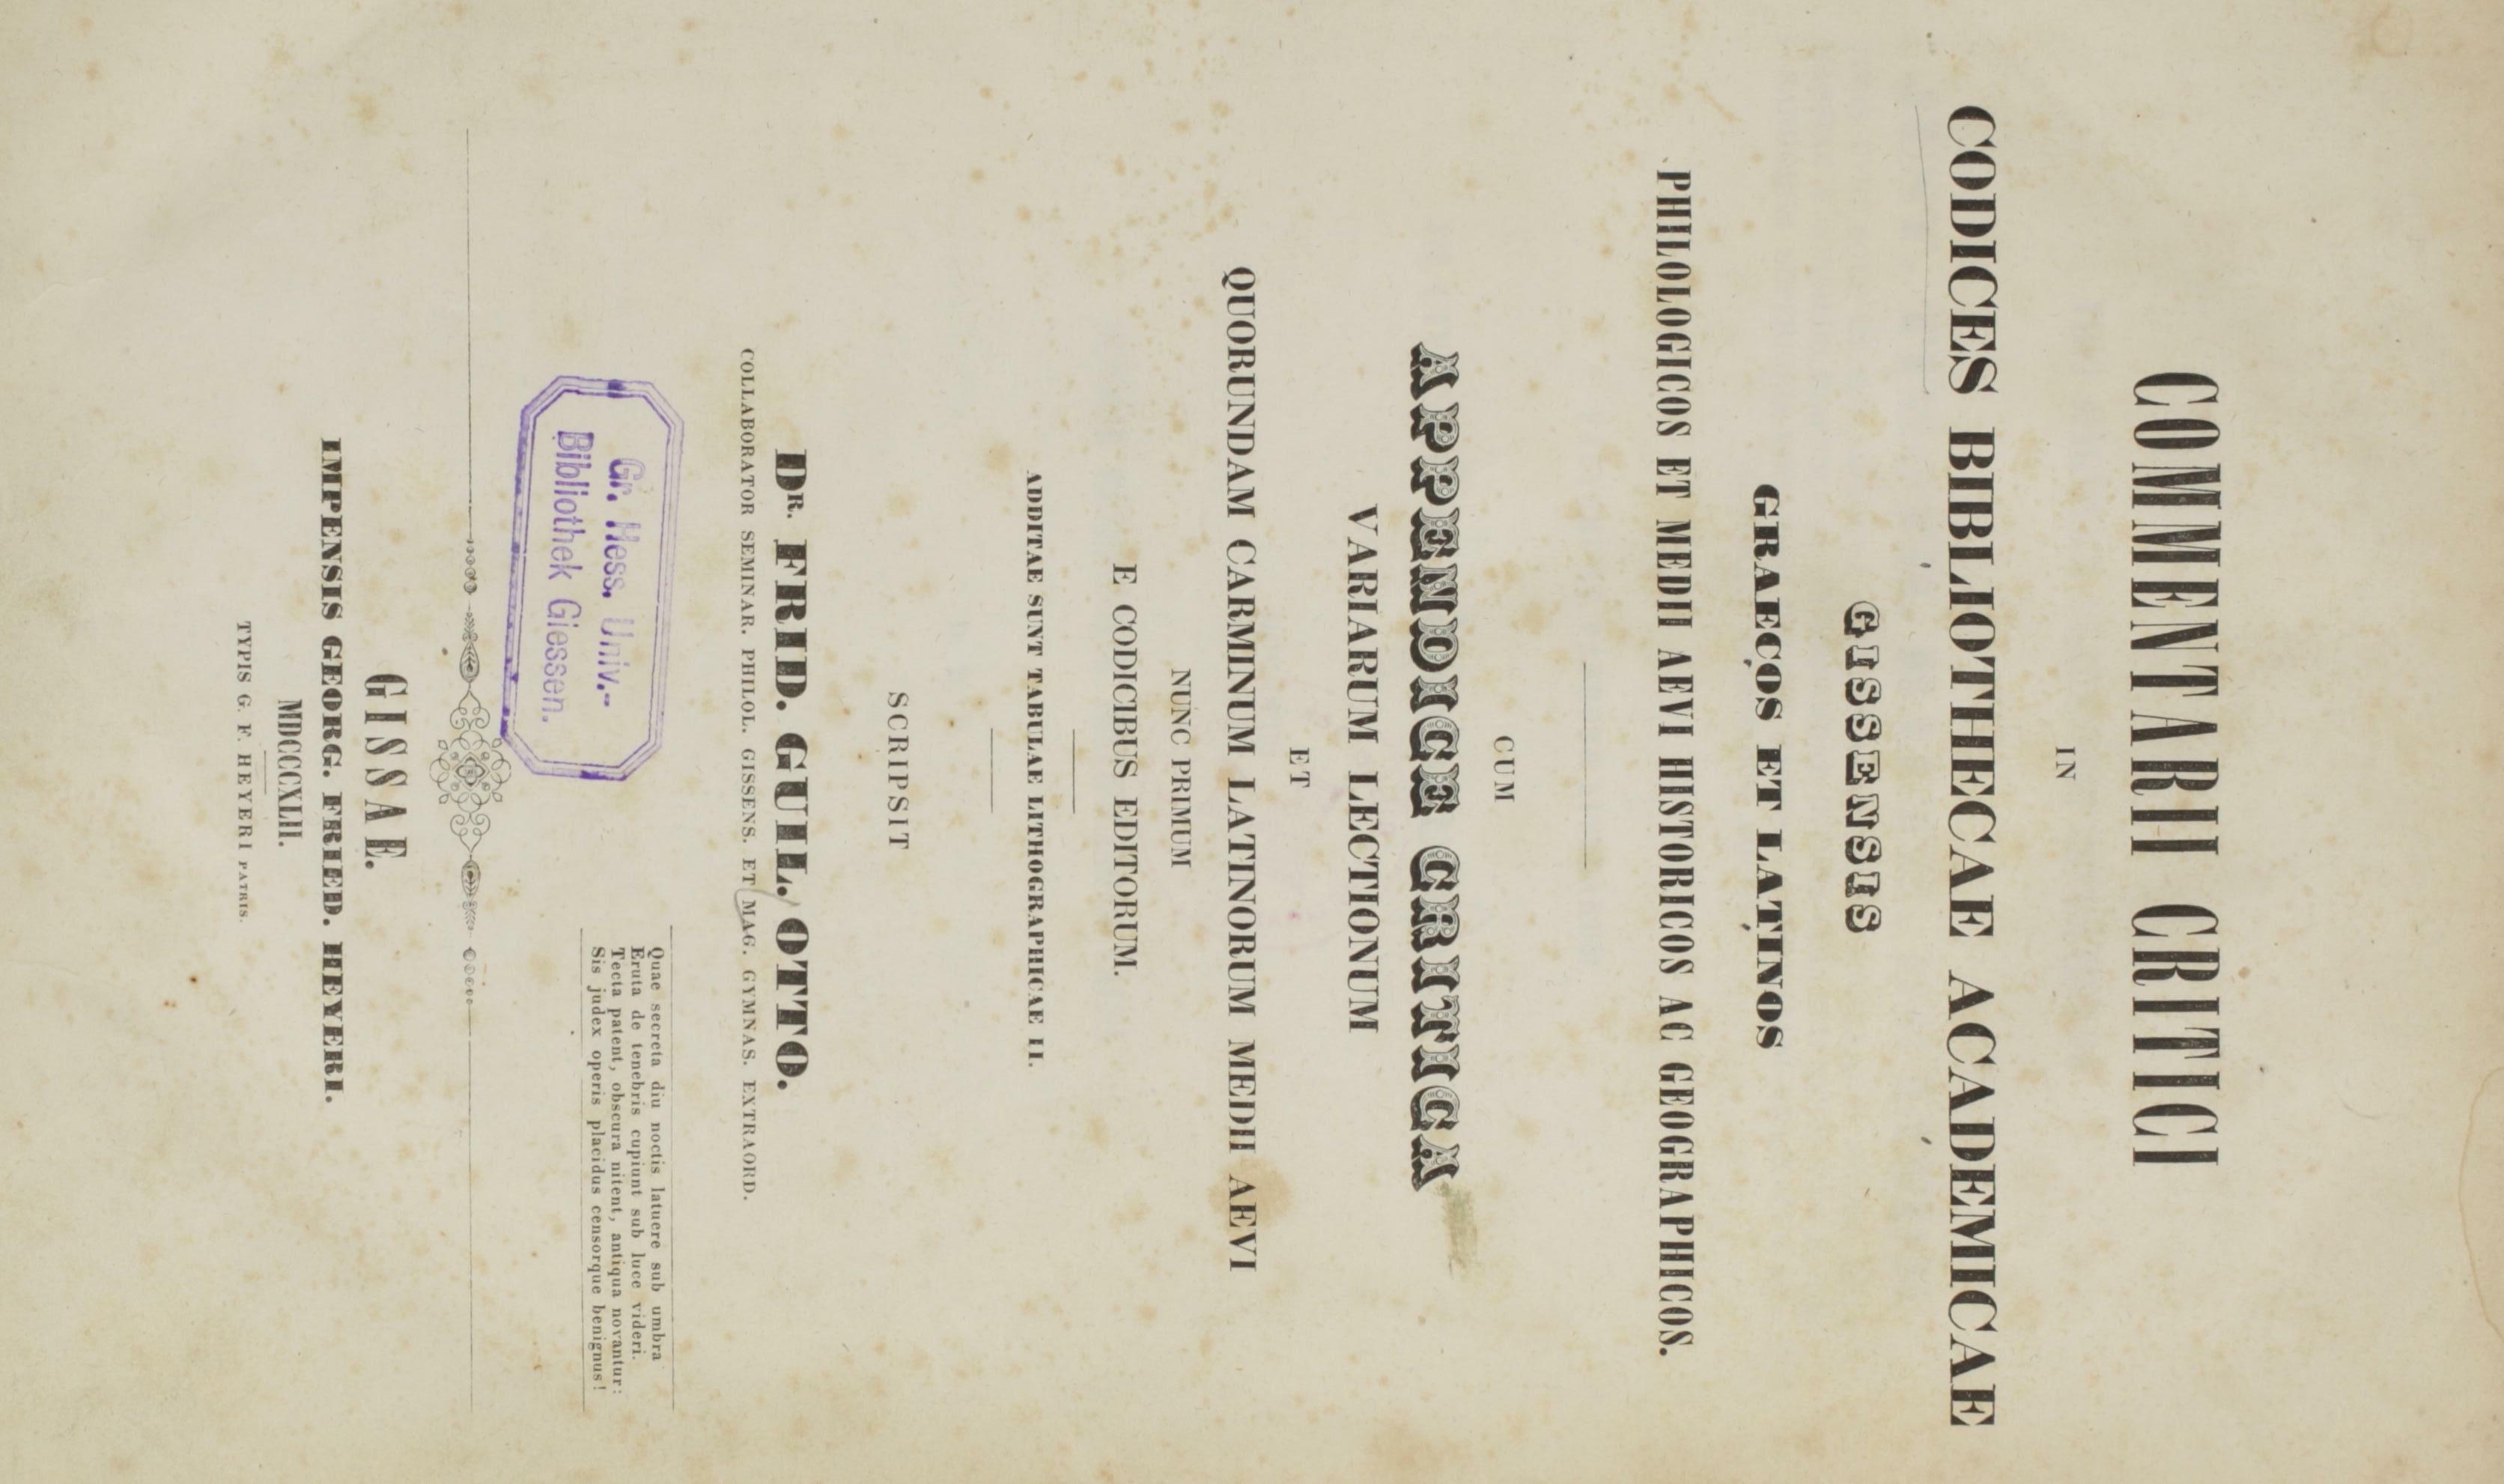 COMMENTARII CRITICI
IN
CODICES BIBLIOTHECAE ACADEMICAE
GISSENSIS
GRAECOS ET LATINOS
PHILOLOGICOS ET MEDII AEVI HISTORICOS AC GEOGRAPHICOS.
CUM
APPENDICE CRITICA
VARIARUM LECTIONUM
ET
QUORUNDAM CARMINUM LATINORUM MEDII AEVI
NUNC PRIMUM
E CODICIBUS EDITORUM.
ADDITAE SUNT TABULAE LITHOGRAPHICAE II.
SCRIPSIT
DR. FRID. GUIL. OTTO.
COLLABORATOR SEMINAR. PHILOL. GISSENS. ET MAG. GYMNAS. EXTRAORD.
Quae secreta diu noctis latuere sub umbra
Eruta de tenebris cupiunt sub luce videri.
Tecta patent, obscura nitent, antiqua novantur:
Sis judex operis placidus censorque benignus!
Gr. Hess. Univ.-
Bibliothek Giessen.
GISSAE.
IMPENSIS GEORG. FRIED. HEYERI.
MDCCCXLII.
TYPIS G. F. HEYERI PATRIS.